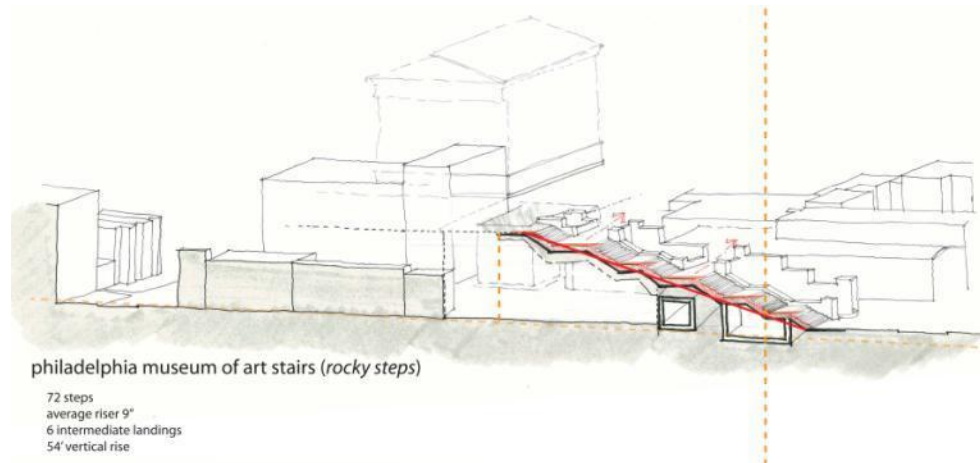 philadelphia museum of art stairs (rocky steps)
72 steps
average riser 9"
6 intermediate landings
54' vertical rise